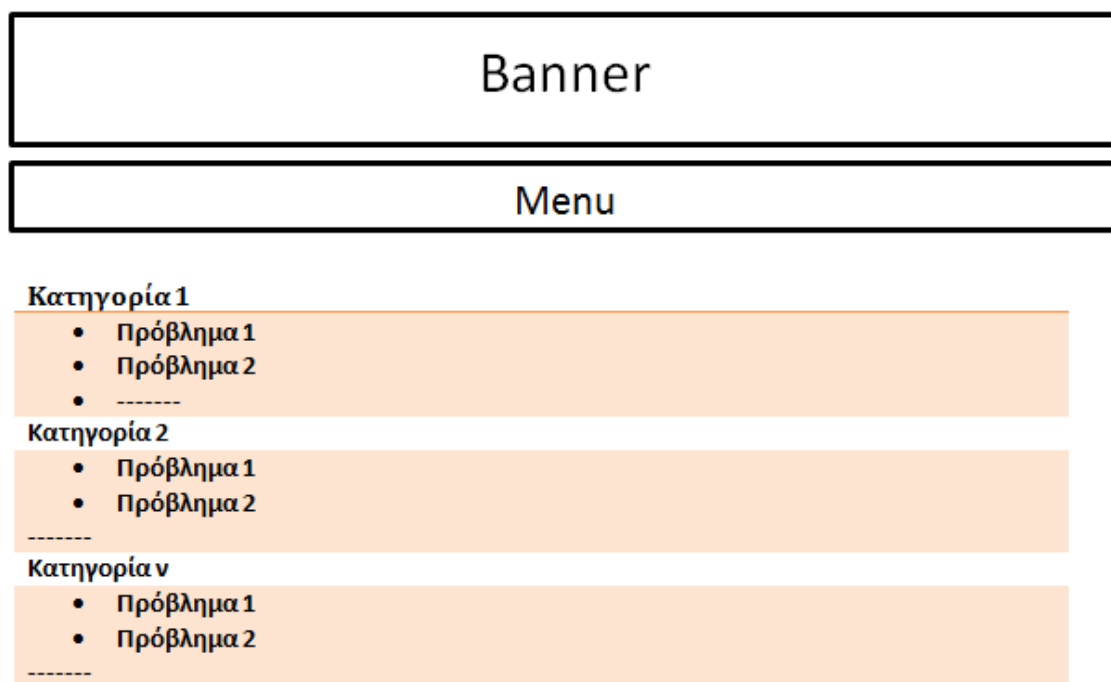 Banner
Menu
Κατηγορία 1
• Πρόβλημα 1
• Πρόβλημα 2
• -------
Κατηγορία 2
• Πρόβλημα 1
• Πρόβλημα 2
-------
Κατηγορία ν
• Πρόβλημα 1
• Πρόβλημα 2
-------